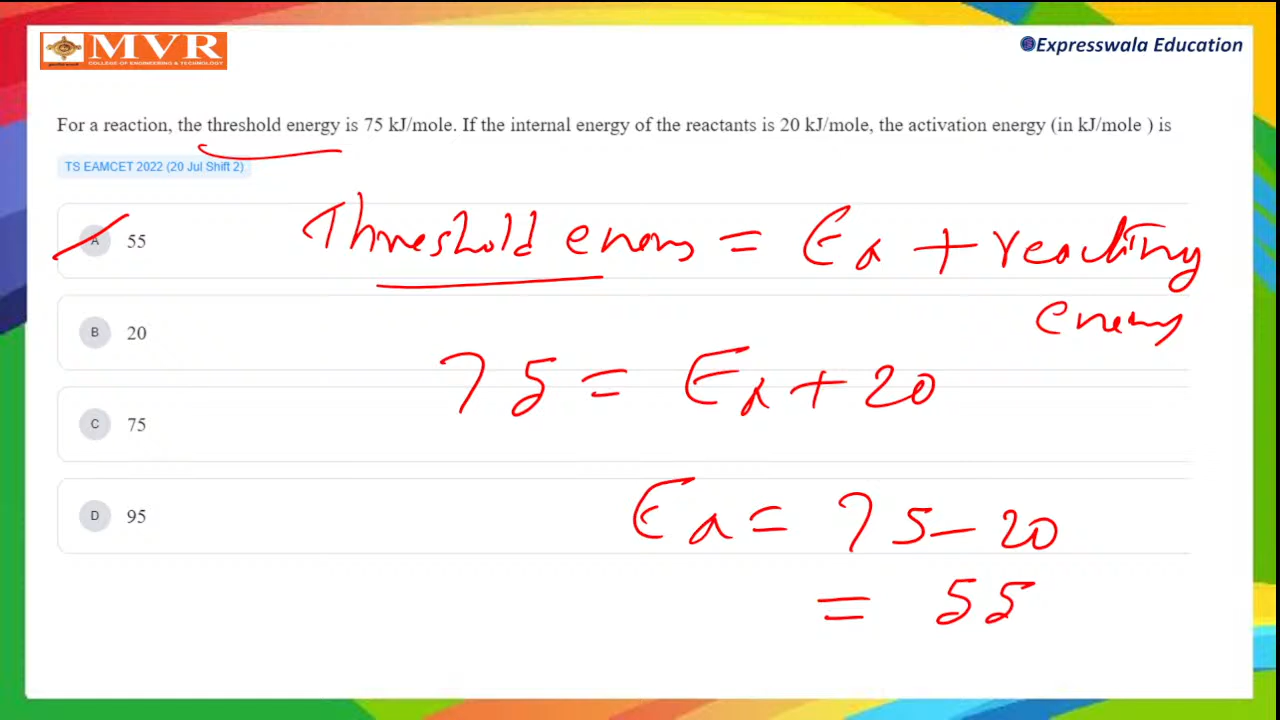 MVR
COLLEGE OF ENGINEERING & TECHNOLOGY
Expresswala Education
For a reaction, the threshold energy is 75 kJ/mole. If the internal energy of the reactants is 20 kJ/mole, the activation energy (in kJ/mole ) is
TS EAMCET 2022 (20 Jul Shift 2)
A 55
Threshold energy = Ea + reacting
energy
B 20
75 = Ea + 20
C 75
D 95
Ea = 75 - 20
= 55